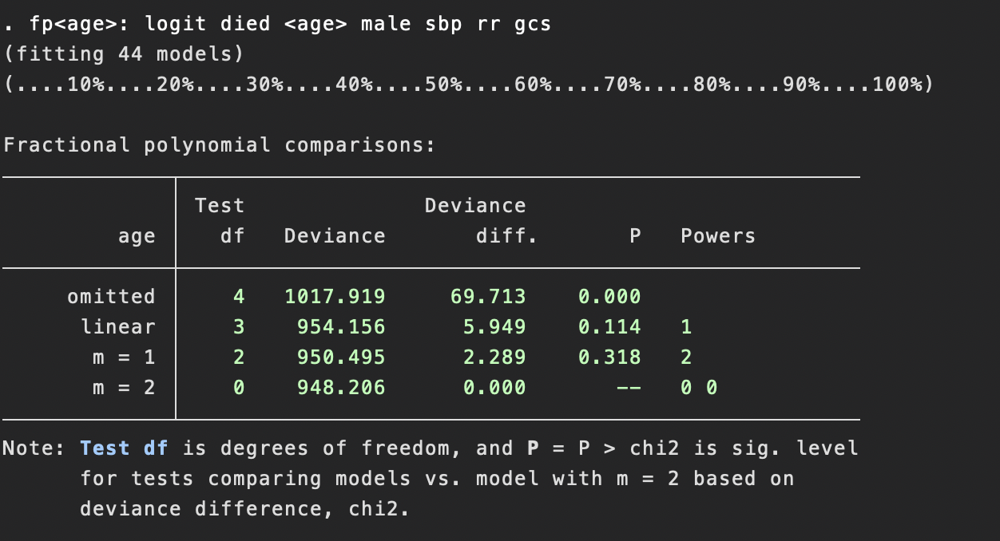 . fp<age>: logit died <age> male sbp rr gcs
(fitting 44 models)
(....10%....20%....30%....40%....50%....60%....70%....80%....90%....100%)
Fractional polynomial comparisons:
Test Deviance
age df Deviance diff. P Powers
omitted 4 1017.919 69.713 0.000
linear 3 954.156 5.949 0.114 1
m = 1 2 950.495 2.289 0.318 2
m = 2 0 948.206 0.000 -- 0 0
Note: Test df is degrees of freedom, and P = P > chi2 is sig. level
for tests comparing models vs. model with m = 2 based on
deviance difference, chi2.